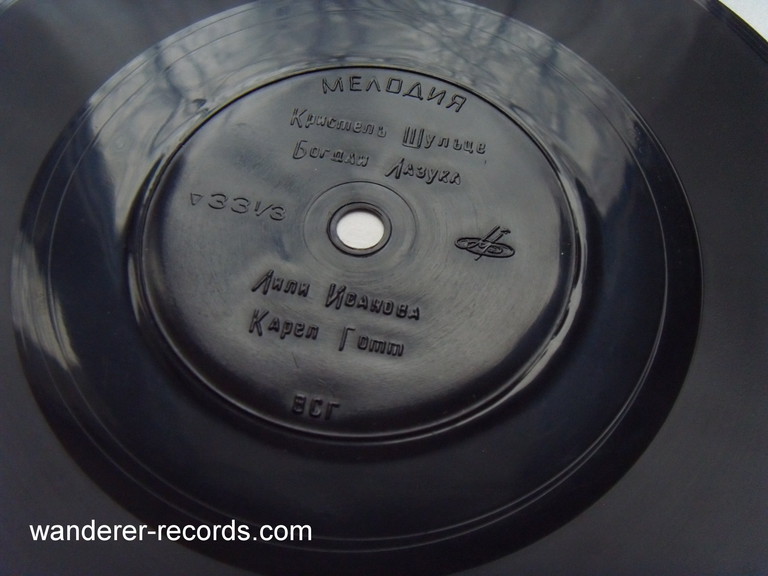 МЕЛОДИЯ
Кристель Шульце
Богдан Лазука
▽ 33 1/3
Лили Иванова
Карел Готт
ВСГ
wanderer-records.com